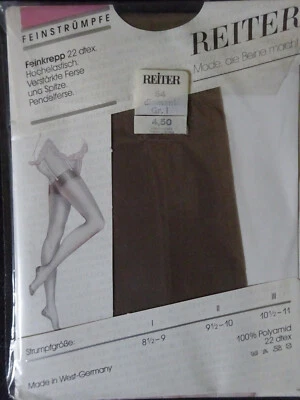 FEINSTRÜMPFE
Feinkrepp 22 dtex.
Hochelastisch.
Verstärkte Ferse
und Spitze.
Pendelferse.
REITER
Mode, die Beine macht
REITER
54
Gr. I
4,50
I II III
Strumpfgröße: 8½-9 9½-10 10½-11
100% Polyamid
22 dtex
Made in West-Germany